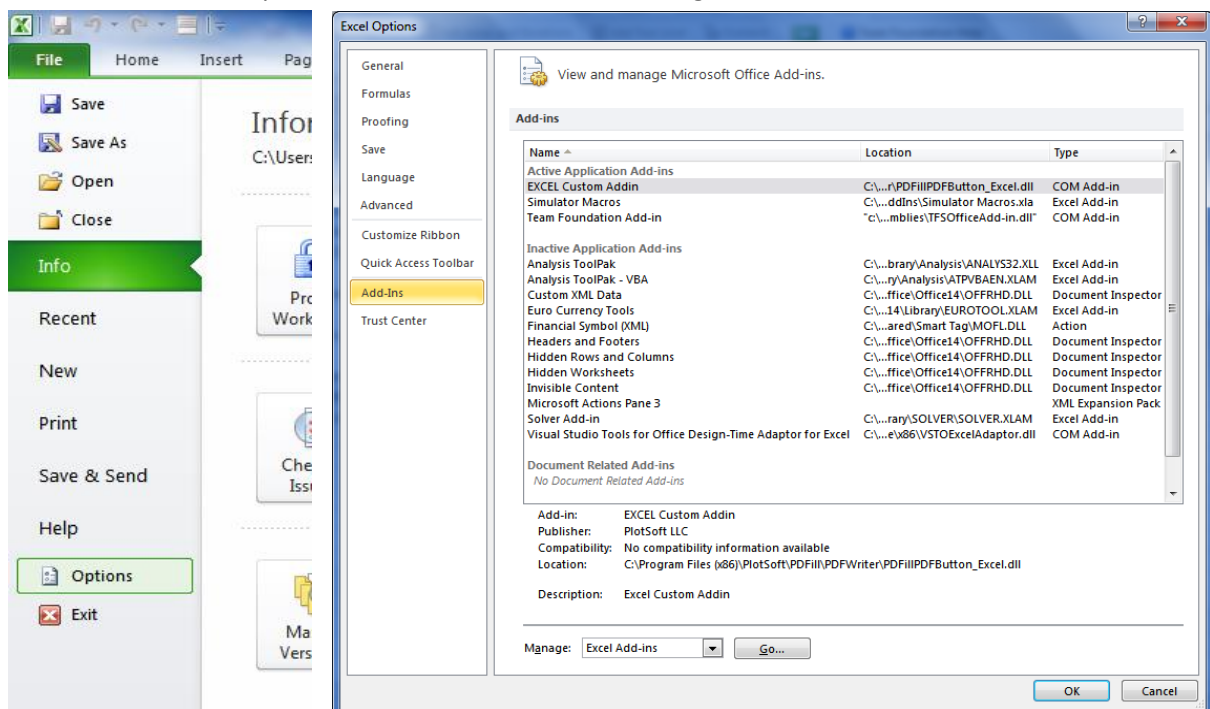 File Home Insert Pag
Save
Save As
Open
Close
Info
Recent
New
Print
Save & Send
Help
Options
Exit
Infor
C:\Users
Pro
Work
Che
Issu
Ma
Vers
Excel Options
General
Formulas
Proofing
Save
Language
Advanced
Customize Ribbon
Quick Access Toolbar
Add-Ins
Trust Center
View and manage Microsoft Office Add-ins.
Add-ins
Name Location Type
Active Application Add-ins
EXCEL Custom Addin C:\...r\PDFillPDFButton_Excel.dll COM Add-in
Simulator Macros C:\...ddIns\Simulator Macros.xla Excel Add-in
Team Foundation Add-in "c:\...mblies\TFSOfficeAdd-in.dll" COM Add-in
Inactive Application Add-ins
Analysis ToolPak C:\...brary\Analysis\ANALYS32.XLL Excel Add-in
Analysis ToolPak - VBA C:\...ry\Analysis\ATPVBAEN.XLAM Excel Add-in
Custom XML Data C:\...ffice\Office14\OFFRHD.DLL Document Inspector
Euro Currency Tools C:\...14\Library\EUROTOOL.XLAM Excel Add-in
Financial Symbol (XML) C:\...ared\Smart Tag\MOFL.DLL Action
Headers and Footers C:\...ffice\Office14\OFFRHD.DLL Document Inspector
Hidden Rows and Columns C:\...ffice\Office14\OFFRHD.DLL Document Inspector
Hidden Worksheets C:\...ffice\Office14\OFFRHD.DLL Document Inspector
Invisible Content C:\...ffice\Office14\OFFRHD.DLL Document Inspector
Microsoft Actions Pane 3 XML Expansion Pack
Solver Add-in C:\...rary\SOLVER\SOLVER.XLAM Excel Add-in
Visual Studio Tools for Office Design-Time Adaptor for Excel C:\...e\x86\VSTOExcelAdaptor.dll COM Add-in
Document Related Add-ins
No Document Related Add-ins
Add-in: EXCEL Custom Addin
Publisher: PlotSoft LLC
Compatibility: No compatibility information available
Location: C:\Program Files (x86)\PlotSoft\PDFill\PDFWriter\PDFillPDFButton_Excel.dll
Description: Excel Custom Addin
Manage: Excel Add-ins Go...
OK Cancel